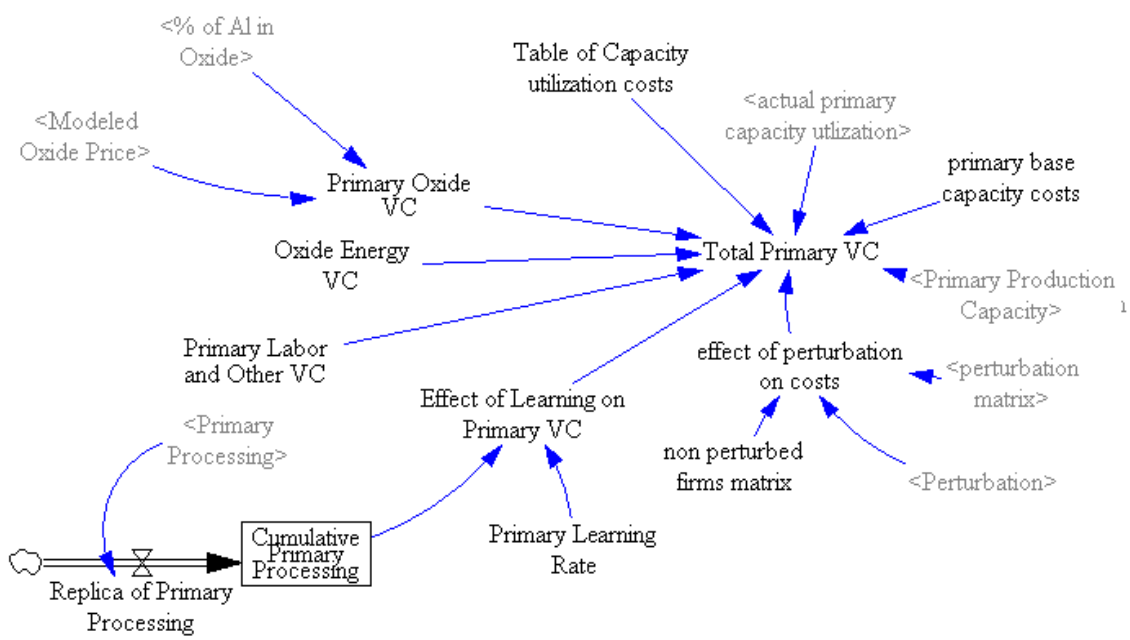 <% of Al in
Oxide>
Table of Capacity
utilization costs
<actual primary
capacity utlization>
<Modeled
Oxide Price>
primary base
capacity costs
Primary Oxide
VC
Oxide Energy
VC
Total Primary VC
<Primary Production
Capacity>
Primary Labor
and Other VC
effect of perturbation
on costs
<perturbation
matrix>
Effect of Learning on
Primary VC
<Primary
Processing>
non perturbed
firms matrix
<Perturbation>
Cumulative
Primary
Processing
Primary Learning
Rate
Replica of Primary
Processing